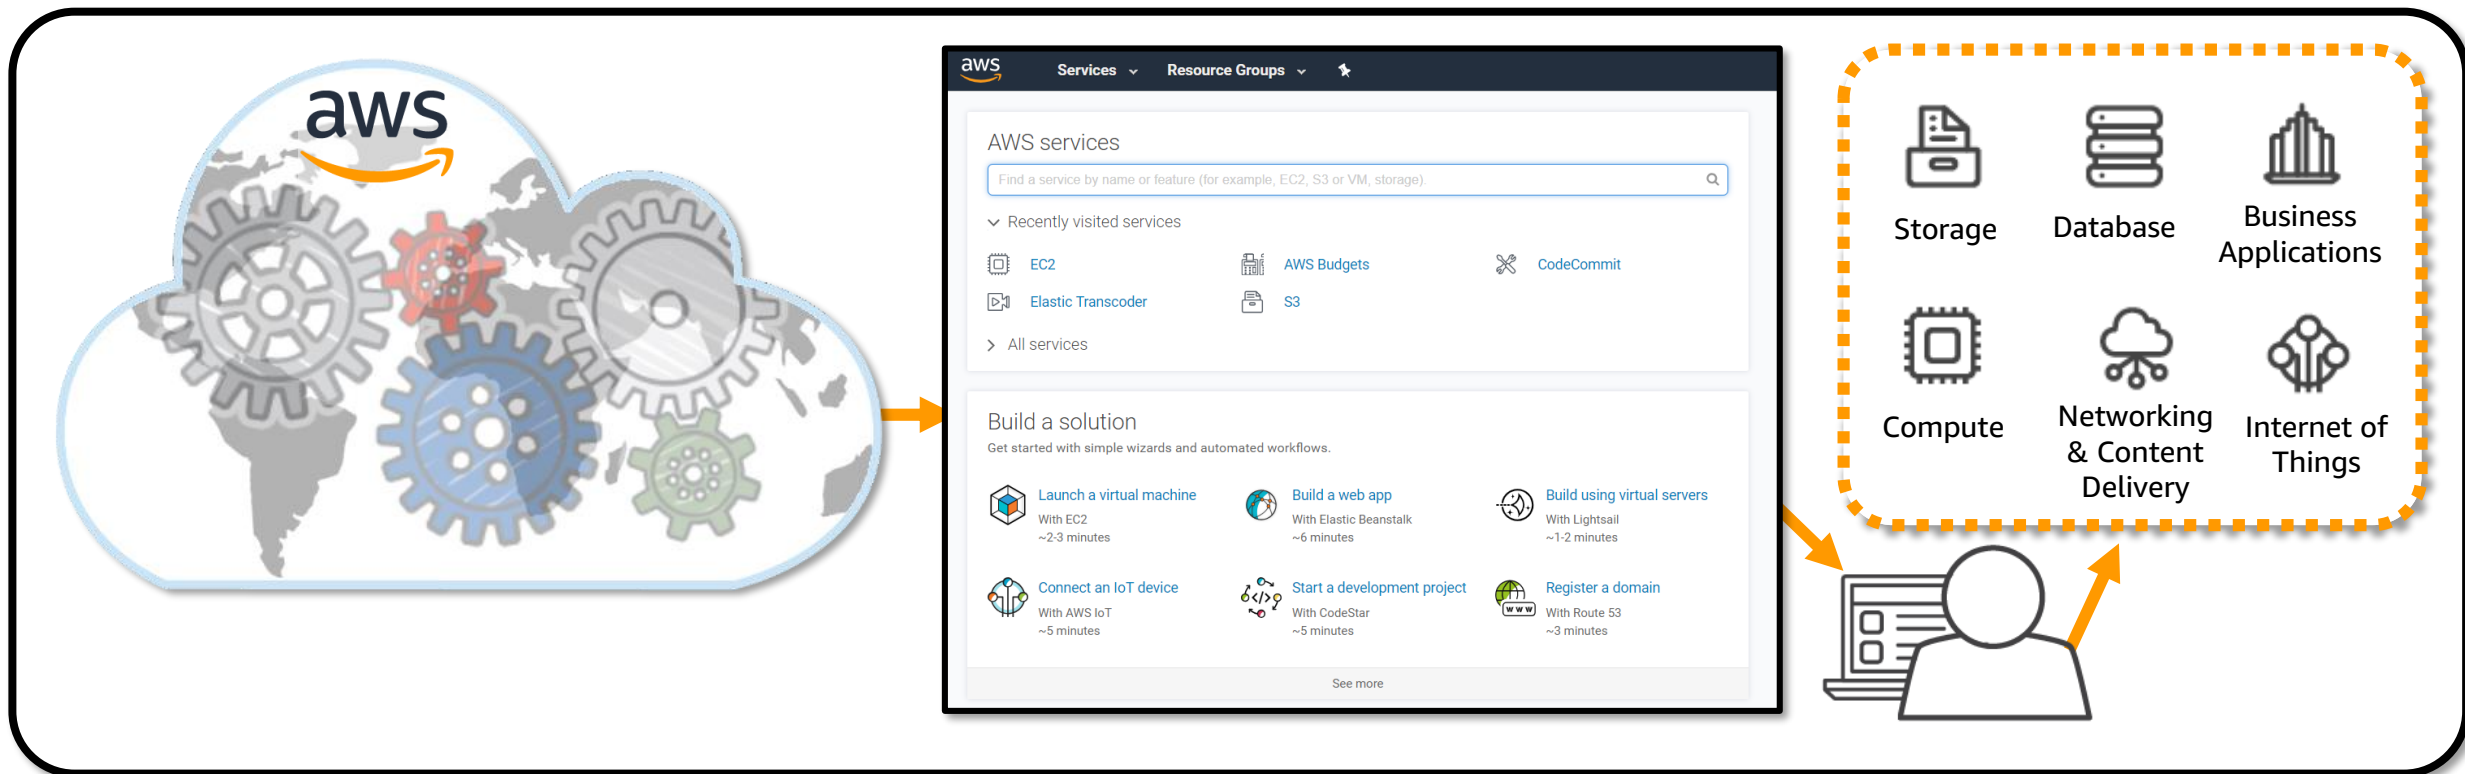 aws
aws
Services
Resource Groups
AWS services
Find a service by name or feature (for example, EC2, S3 or VM, storage).
Recently visited services
EC2
AWS Budgets
CodeCommit
Elastic Transcoder
S3
All services
Build a solution
Get started with simple wizards and automated workflows.
Launch a virtual machine
With EC2
~2-3 minutes
Build a web app
With Elastic Beanstalk
~6 minutes
Build using virtual servers
With Lightsail
~1-2 minutes
Connect an IoT device
With AWS IoT
~5 minutes
Start a development project
With CodeStar
~5 minutes
www
Register a domain
With Route 53
~3 minutes
See more
Storage
Database
Business
Applications
Compute
Networking
& Content
Delivery
Internet of
Things